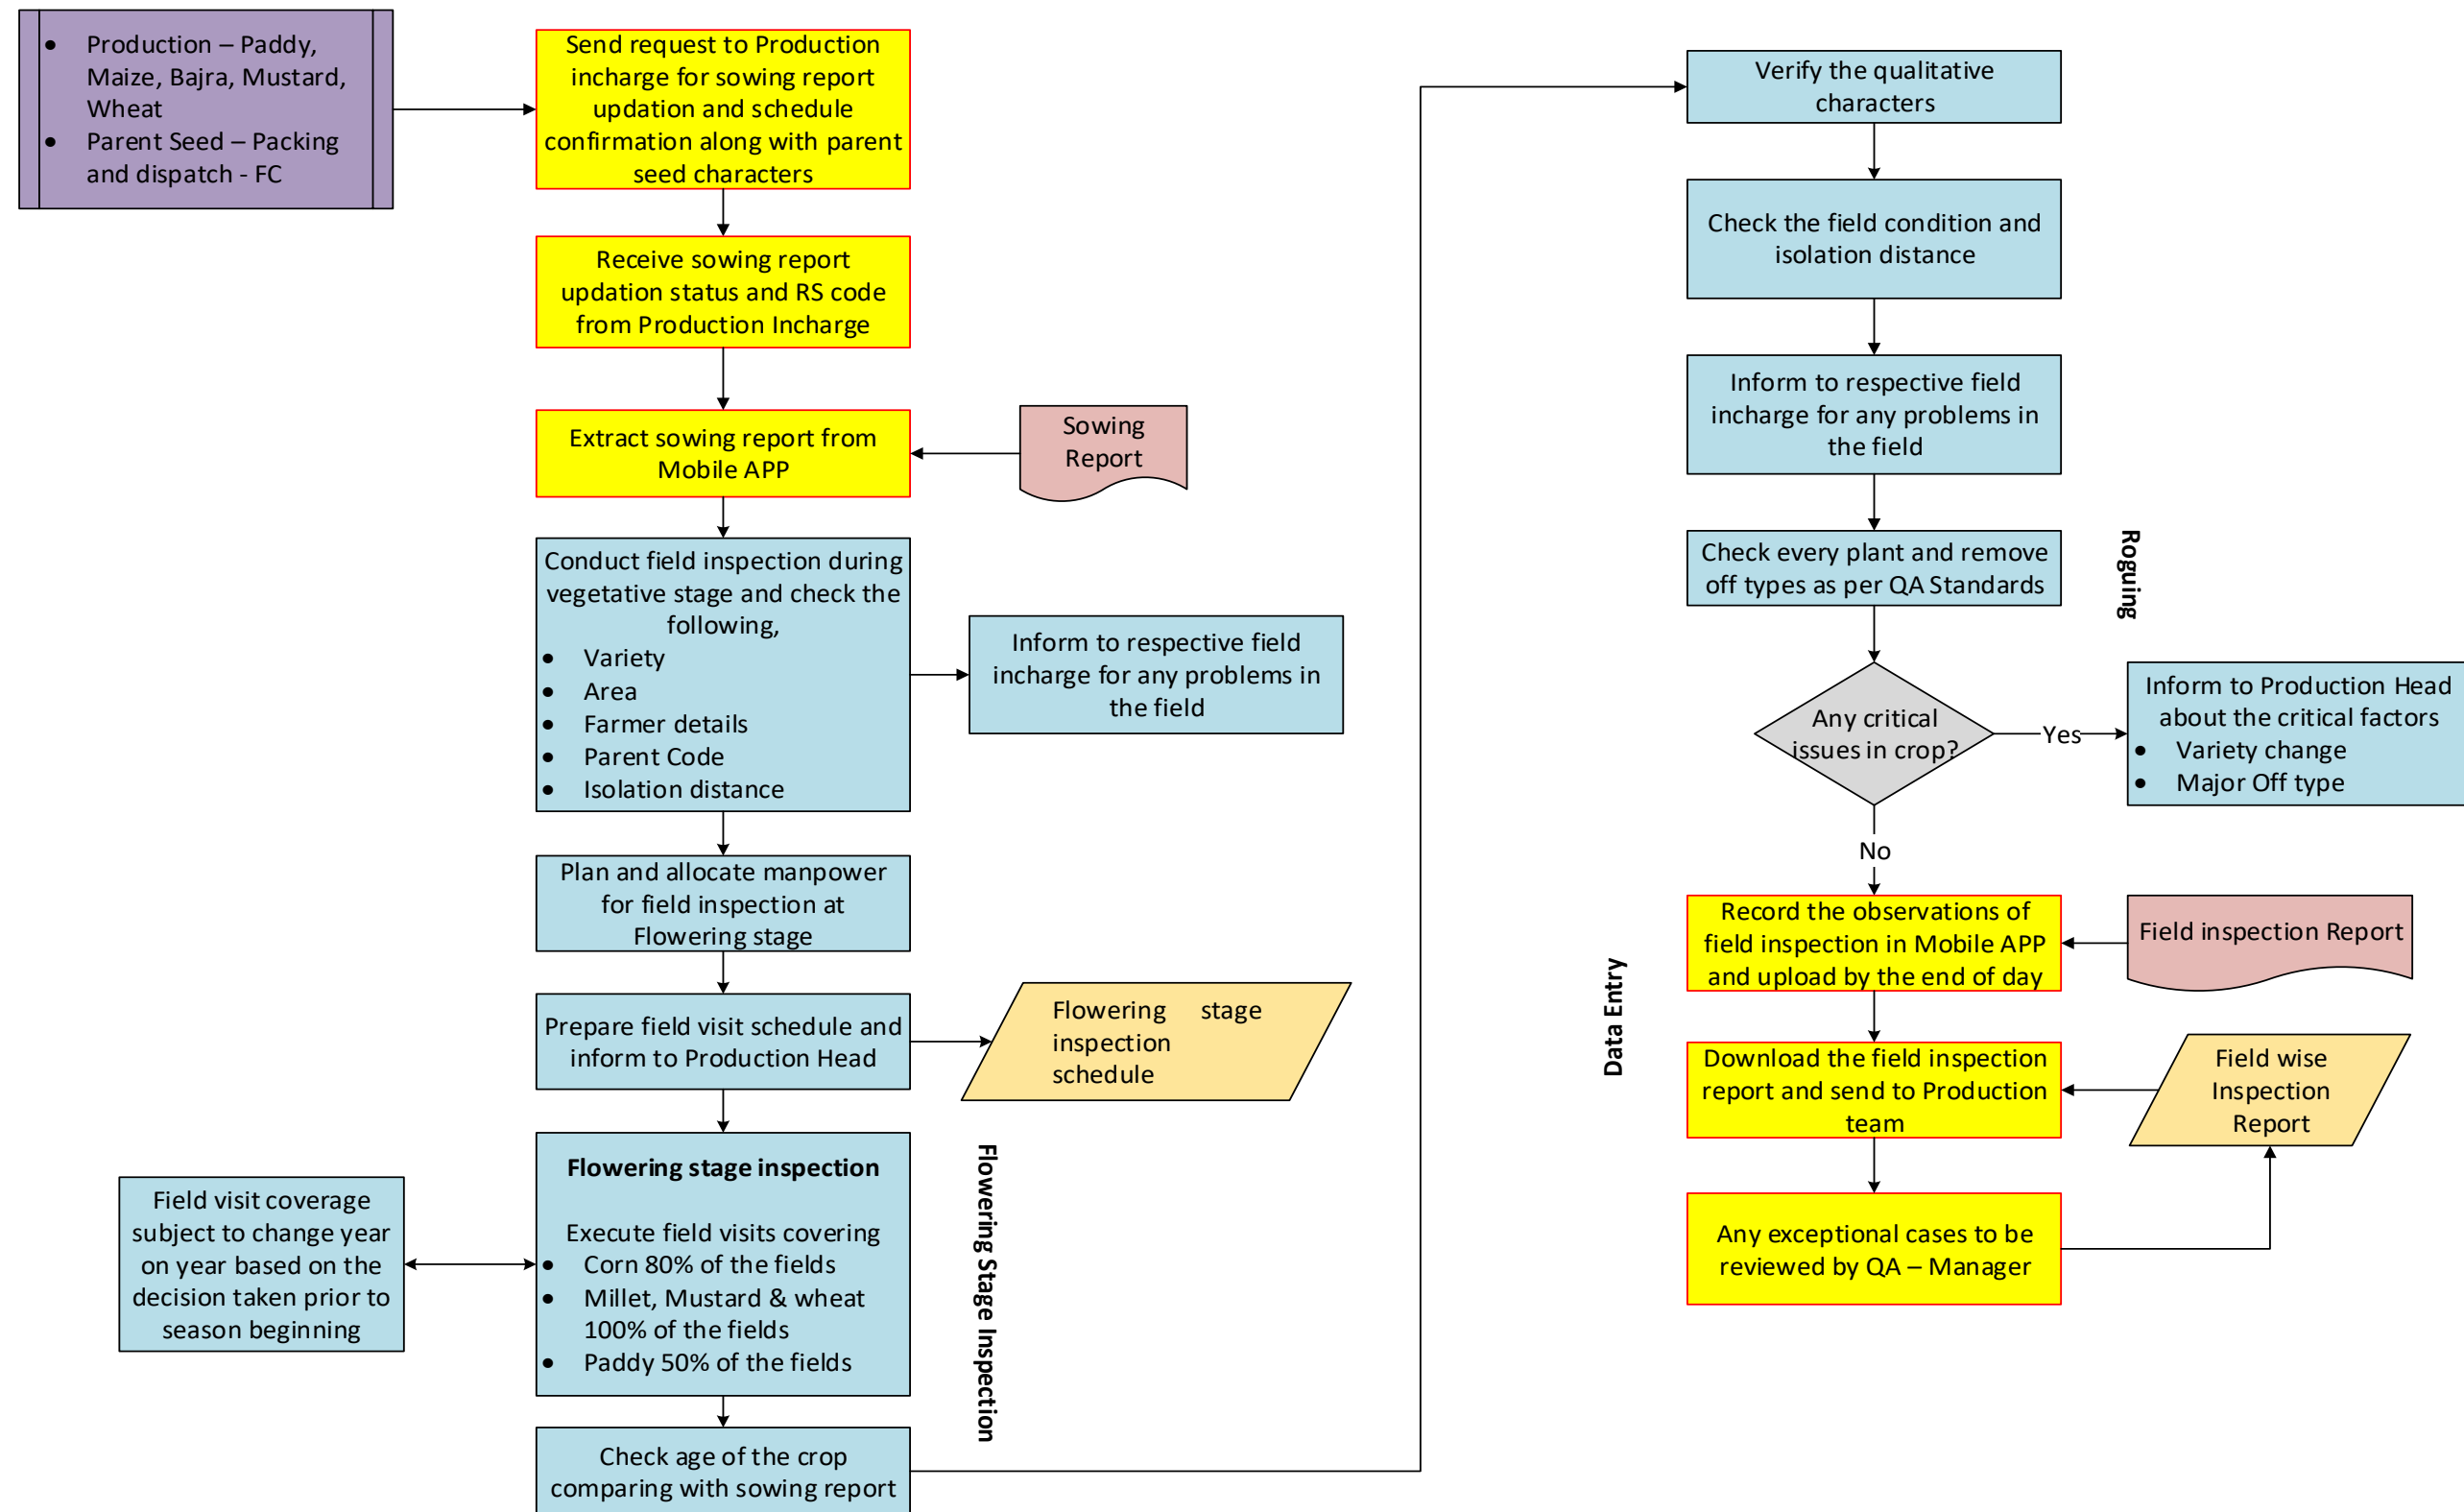 • Production – Paddy,
Maize, Bajra, Mustard,
Wheat
• Parent Seed – Packing
and dispatch - FC
Send request to Production
incharge for sowing report
updation and schedule
confirmation along with parent
seed characters
Receive sowing report
updation status and RS code
from Production Incharge
Extract sowing report from
Mobile APP
Sowing
Report
Conduct field inspection during
vegetative stage and check the
following,
• Variety
• Area
• Farmer details
• Parent Code
• Isolation distance
Inform to respective field
incharge for any problems in
the field
Plan and allocate manpower
for field inspection at
Flowering stage
Prepare field visit schedule and
inform to Production Head
Flowering stage
inspection
schedule
Flowering stage inspection
Execute field visits covering
• Corn 80% of the fields
• Millet, Mustard & wheat
100% of the fields
• Paddy 50% of the fields
Field visit coverage
subject to change year
on year based on the
decision taken prior to
season beginning
Flowering Stage Inspection
Check age of the crop
comparing with sowing report
Verify the qualitative
characters
Check the field condition and
isolation distance
Inform to respective field
incharge for any problems in
the field
Check every plant and remove
off types as per QA Standards
Roguing
Any critical
issues in crop?
Yes
Inform to Production Head
about the critical factors
• Variety change
• Major Off type
No
Record the observations of
field inspection in Mobile APP
and upload by the end of day
Field inspection Report
Data Entry
Download the field inspection
report and send to Production
team
Field wise
Inspection
Report
Any exceptional cases to be
reviewed by QA – Manager